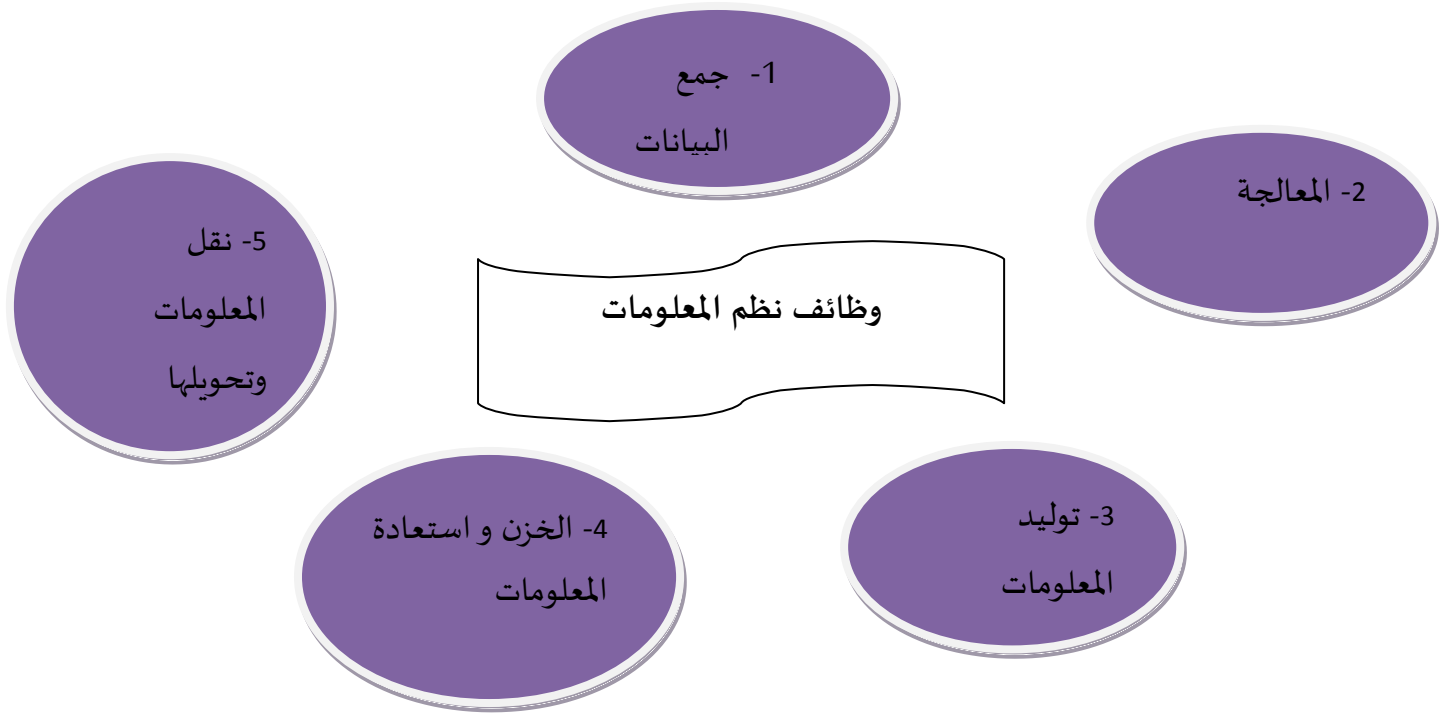 1- جمع
البيانات
2- المعالجة
5- نقل
المعلومات
وتحويلها
وظائف نظم المعلومات
3- توليد
المعلومات
4- الخزن و استعادة
المعلومات